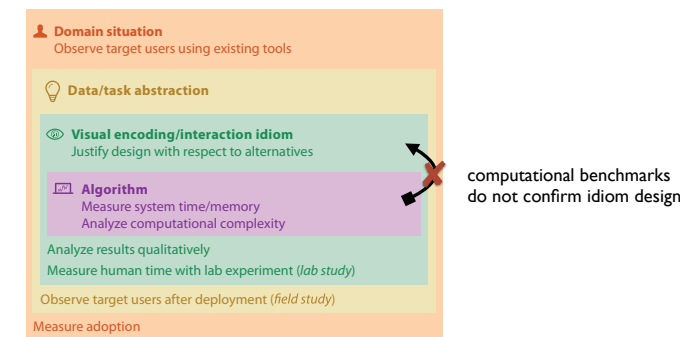 Domain situation
Observe target users using existing tools
Data/task abstraction
Visual encoding/interaction idiom
Justify design with respect to alternatives
Algorithm
Measure system time/memory
Analyze computational complexity
Analyze results qualitatively
Measure human time with lab experiment (lab study)
Observe target users after deployment (field study)
Measure adoption
computational benchmarks
do not confirm idiom design